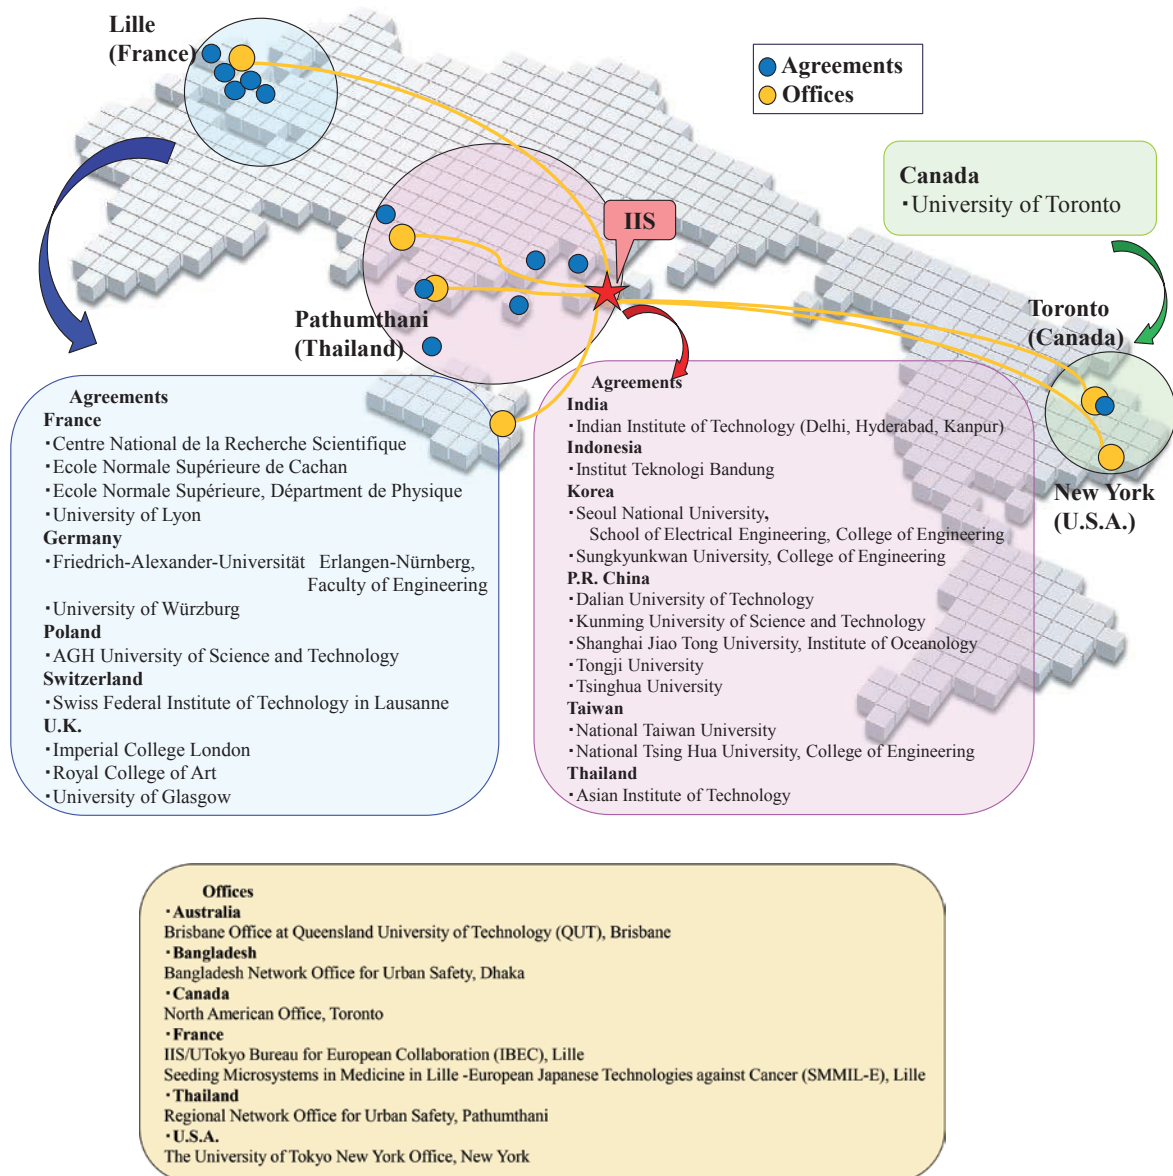 Lille
(France)
Agreements
Offices
Canada
・University of Toronto
IIS
Pathumthani
(Thailand)
Toronto
(Canada)
New York
(U.S.A.)
Agreements
France
・Centre National de la Recherche Scientifique
・Ecole Normale Supérieure de Cachan
・Ecole Normale Supérieure, Départment de Physique
・University of Lyon
Germany
・Friedrich-Alexander-Universität Erlangen-Nürnberg,
Faculty of Engineering
・University of Würzburg
Poland
・AGH University of Science and Technology
Switzerland
・Swiss Federal Institute of Technology in Lausanne
U.K.
・Imperial College London
・Royal College of Art
・University of Glasgow
Agreements
India
・Indian Institute of Technology (Delhi, Hyderabad, Kanpur)
Indonesia
・Institut Teknologi Bandung
Korea
・Seoul National University,
School of Electrical Engineering, College of Engineering
・Sungkyunkwan University, College of Engineering
P.R. China
・Dalian University of Technology
・Kunming University of Science and Technology
・Shanghai Jiao Tong University, Institute of Oceanology
・Tongji University
・Tsinghua University
Taiwan
・National Taiwan University
・National Tsing Hua University, College of Engineering
Thailand
・Asian Institute of Technology
Offices
・Australia
Brisbane Office at Queensland University of Technology (QUT), Brisbane
・Bangladesh
Bangladesh Network Office for Urban Safety, Dhaka
・Canada
North American Office, Toronto
・France
IIS/UTokyo Bureau for European Collaboration (IBEC), Lille
Seeding Microsystems in Medicine in Lille -European Japanese Technologies against Cancer (SMMIL-E), Lille
・Thailand
Regional Network Office for Urban Safety, Pathumthani
・U.S.A.
The University of Tokyo New York Office, New York